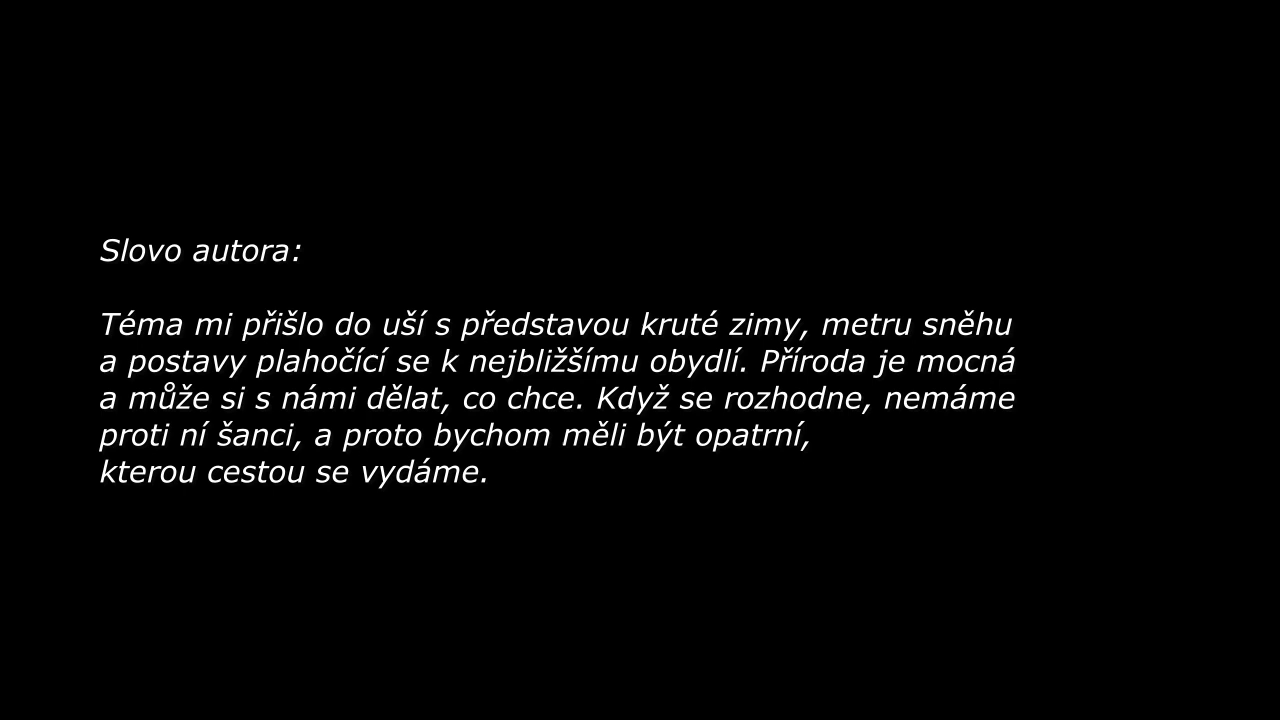 Slovo autora:
Téma mi přišlo do uší s představou kruté zimy, metru sněhu
a postavy plahočící se k nejbližšímu obydlí. Příroda je mocná
a může si s námi dělat, co chce. Když se rozhodne, nemáme
proti ní šanci, a proto bychom měli být opatrní,
kterou cestou se vydáme.